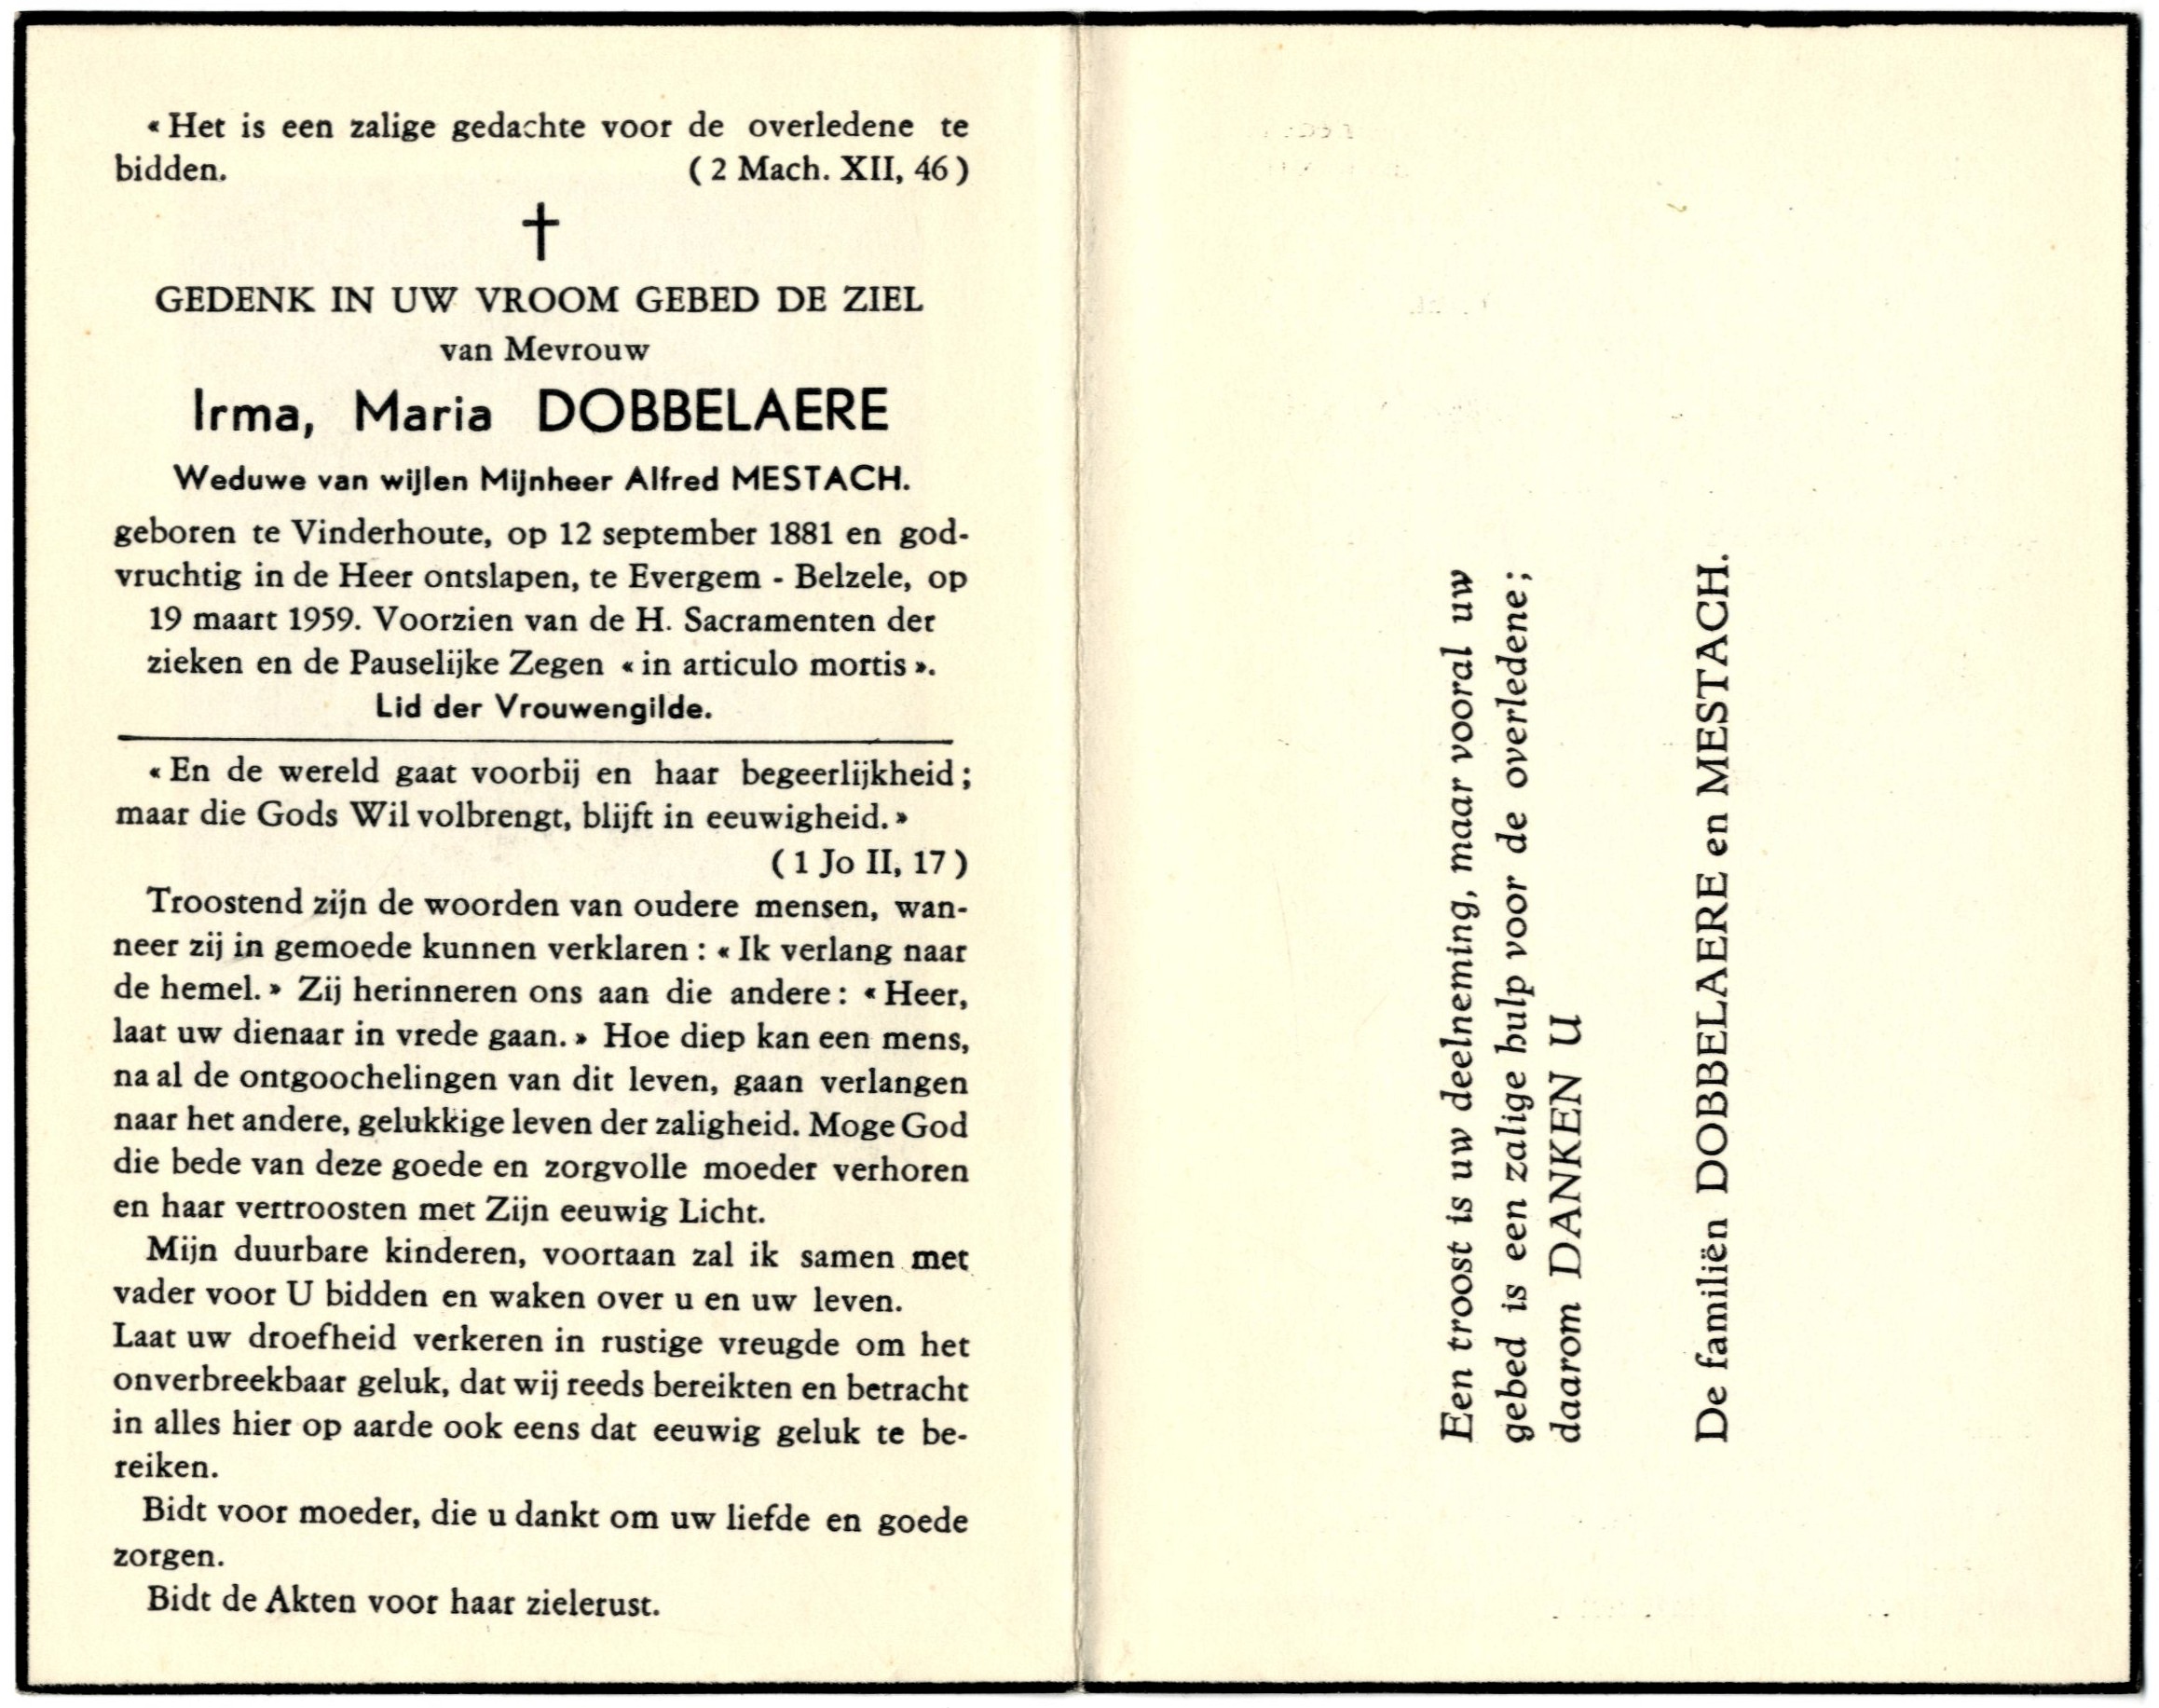 « Het is een zalige gedachte voor de overledene te
bidden. ( 2 Mach. XII, 46 )
GEDENK IN UW VROOM GEBED DE ZIEL
van Mevrouw
Irma, Maria DOBBELAERE
Weduwe van wijlen Mijnheer Alfred MESTACH.
geboren te Vinderhoute, op 12 september 1881 en god-
vruchtig in de Heer ontslapen, te Evergem - Belzele, op
19 maart 1959. Voorzien van de H. Sacramenten der
zieken en de Pauselijke Zegen « in articulo mortis ».
Lid der Vrouwengilde.
« En de wereld gaat voorbij en haar begeerlijkheid ;
maar die Gods Wil volbrengt, blijft in eeuwigheid. »
( 1 Jo II, 17 )
Troostend zijn de woorden van oudere mensen, wan-
neer zij in gemoede kunnen verklaren : « Ik verlang naar
de hemel. » Zij herinneren ons aan die andere : « Heer,
laat uw dienaar in vrede gaan. » Hoe diep kan een mens,
na al de ontgoochelingen van dit leven, gaan verlangen
naar het andere, gelukkige leven der zaligheid. Moge God
die bede van deze goede en zorgvolle moeder verhoren
en haar vertroosten met Zijn eeuwig Licht.
Mijn duurbare kinderen, voortaan zal ik samen met
vader voor U bidden en waken over u en uw leven.
Laat uw droefheid verkeren in rustige vreugde om het
onverbreekbaar geluk, dat wij reeds bereikten en betracht
in alles hier op aarde ook eens dat eeuwig geluk te be-
reiken.
Bidt voor moeder, die u dankt om uw liefde en goede
zorgen.
Bidt de Akten voor haar zielerust.
Een troost is uw deelneming, maar vooral uw
gebed is een zalige hulp voor de overledene ;
daarom DANKEN U
De familiën DOBBELAERE en MESTACH.